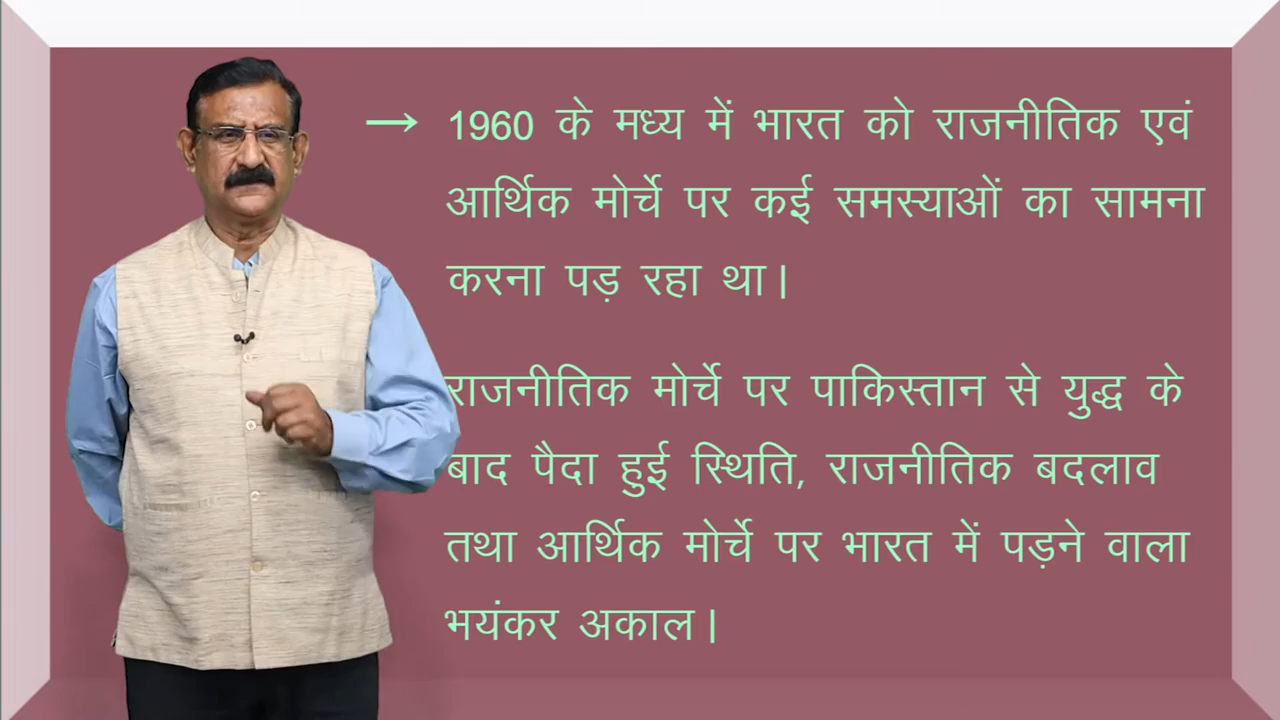 → 1960 के मध्य में भारत को राजनीतिक एवं
आर्थिक मोर्चे पर कई समस्याओं का सामना
करना पड़ रहा था।
राजनीतिक मोर्चे पर पाकिस्तान से युद्ध के
बाद पैदा हुई स्थिति, राजनीतिक बदलाव
तथा आर्थिक मोर्चे पर भारत में पड़ने वाला
भयंकर अकाल।